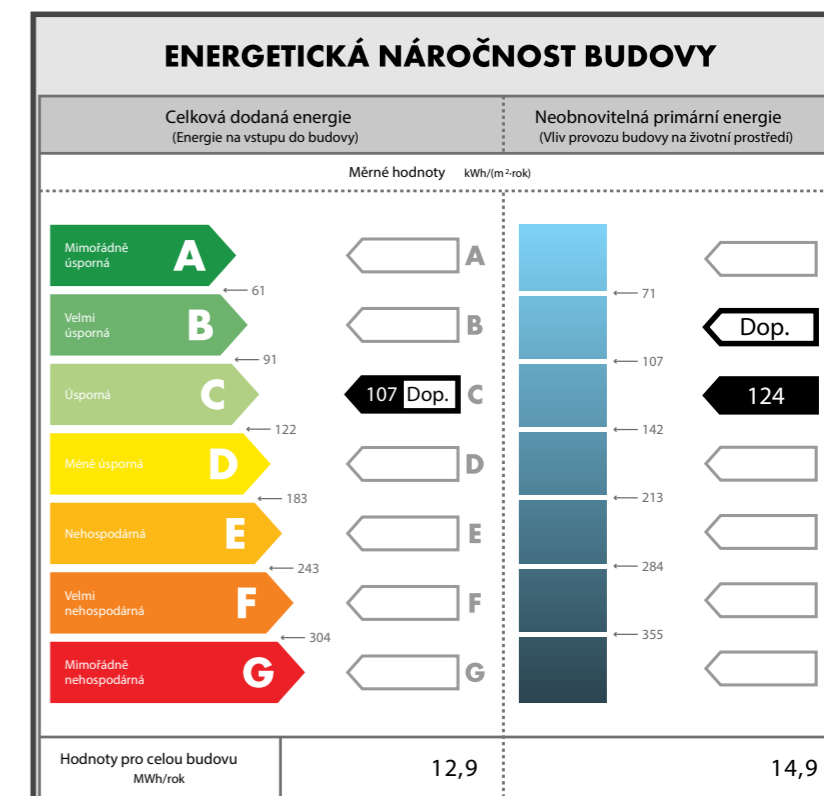 ENERGETICKÁ NÁROČNOST BUDOVY
Celková dodaná energie
(Energie na vstupu do budovy)
Neobnovitelná primární energie
(Vliv provozu budovy na životní prostředí)
Měrné hodnoty kWh/(m²·rok)
Mimořádně
úsporná
A
A
61
71
Velmi
úsporná
B
B
Dop.
91
107
Úsporná
C
107 Dop.
C
124
122
142
Méně úsporná
D
D
183
213
Nehospodárná
E
E
243
284
Velmi
nehospodárná
F
F
304
355
Mimořádně
nehospodárná
G
G
Hodnoty pro celou budovu
MWh/rok
12,9
14,9